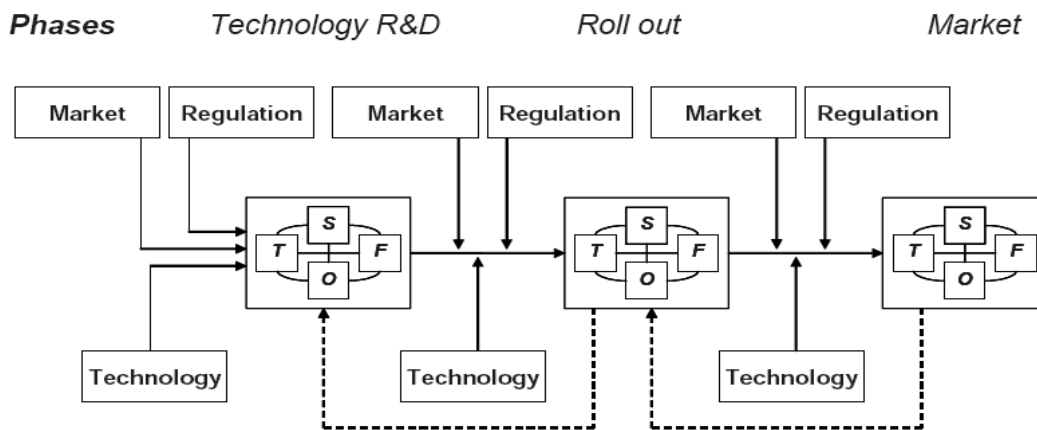 Phases Technology R&D Roll out Market
Market Regulation Market Regulation Market Regulation
S S S
T F T F T F
O O O
Technology Technology Technology